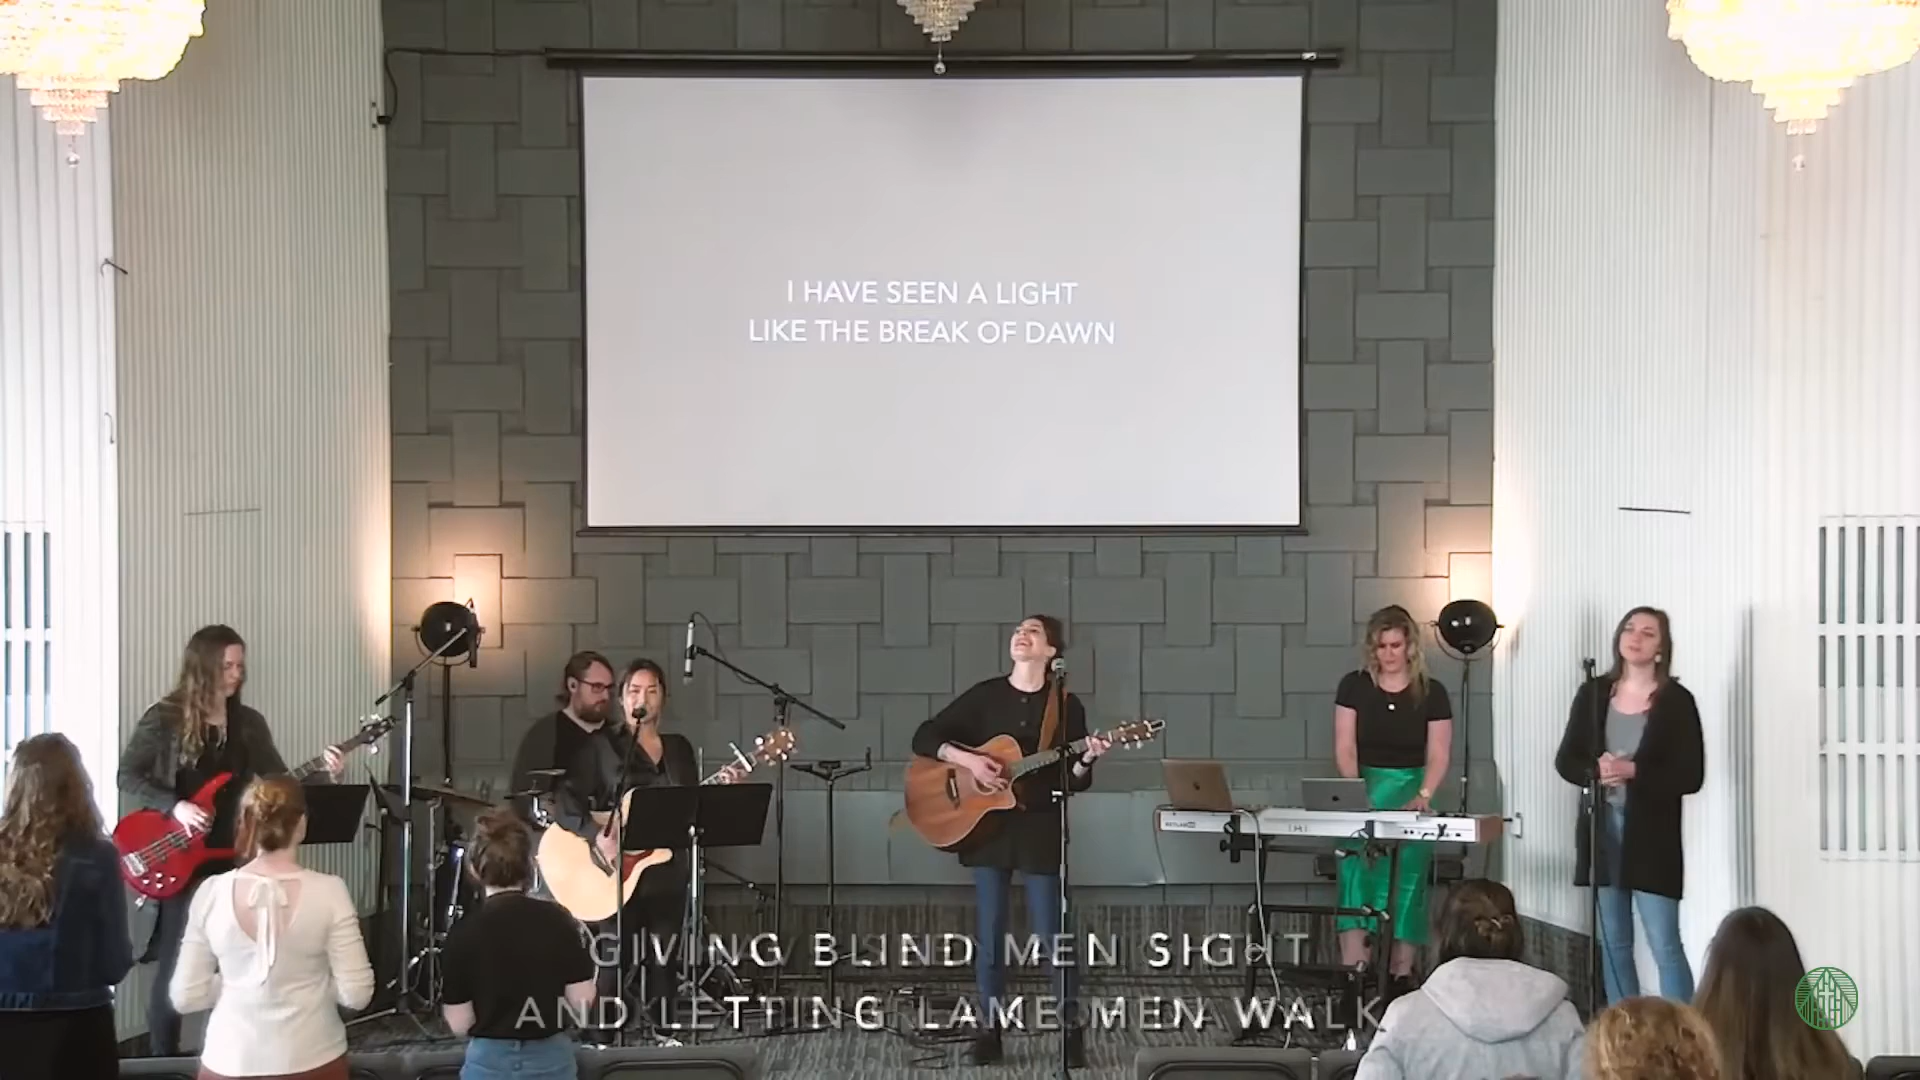 I HAVE SEEN A LIGHT
LIKE THE BREAK OF DAWN
GIVING BLIND MEN SIGHT
AND LETTING LAME MEN WALK